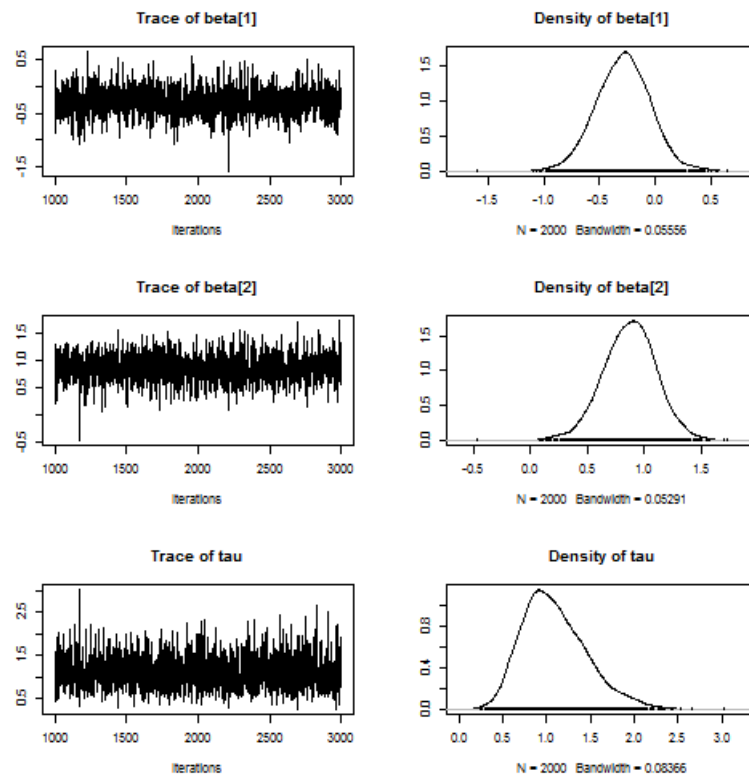 Trace of beta[1]
Density of beta[1]
0.5
-0.5
-1.5
1000 1500 2000 2500 3000
Iterations
1.5
1.0
0.5
0.0
-1.5 -1.0 -0.5 0.0 0.5
N = 2000 Bandwidth = 0.05556
Trace of beta[2]
Density of beta[2]
1.5
1.0
0.5
-0.5
1000 1500 2000 2500 3000
Iterations
1.5
1.0
0.5
0.0
-0.5 0.0 0.5 1.0 1.5
N = 2000 Bandwidth = 0.05291
Trace of tau
Density of tau
2.5
1.5
0.5
1000 1500 2000 2500 3000
Iterations
0.8
0.4
0.0
0.0 0.5 1.0 1.5 2.0 2.5 3.0
N = 2000 Bandwidth = 0.08366